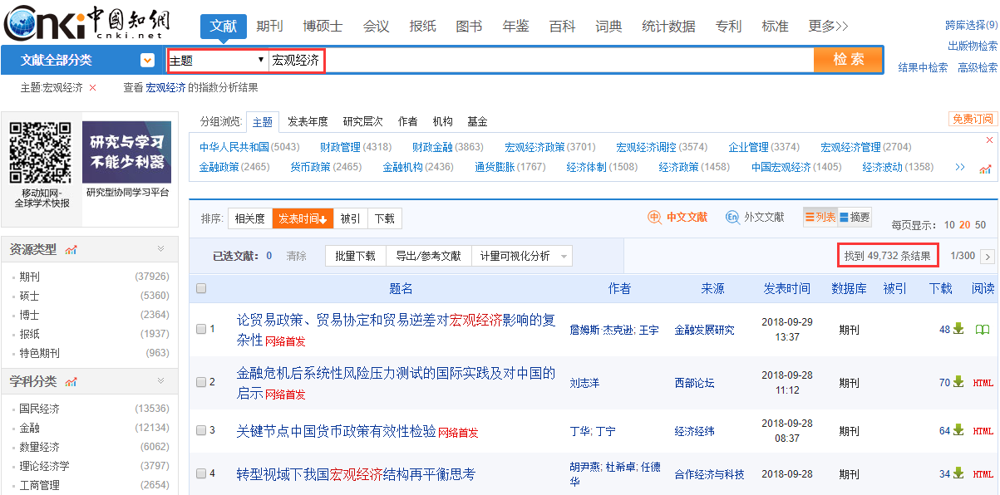 Cnki中國知網
cnki.net
文献 期刊 博硕士 会议 报纸 图书 年鉴 百科 词典 统计数据 专利 标准 更多>>
跨库选择(9)
出版物检索
文献全部分类 主题 宏观经济 检索
结果中检索 高级检索
主题:宏观经济 × 查看 宏观经济 的指数分析结果
研究与学习
不能少利器
移动知网-
全球学术快报
研究型协同学习平台
分组浏览: 主题 发表年度 研究层次 作者 机构 基金 免费订阅
中华人民共和国(5043) 财政管理(4318) 财政金融(3863) 宏观经济政策(3701) 宏观经济调控(3574) 企业管理(3374) 宏观经济管理(2704)
金融政策(2465) 货币政策(2465) 金融机构(2436) 通货膨胀(1767) 经济体制(1508) 经济政策(1458) 中国宏观经济(1405) 经济波动(1358) >>
排序: 相关度 发表时间↓ 被引 下载 中文文献 外文文献 列表 摘要 每页显示: 10 20 50
已选文献: 0 清除 批量下载 导出/参考文献 计量可视化分析 找到 49,732 条结果 1/300 >
资源类型
期刊 (37926)
硕士 (5360)
博士 (2364)
报纸 (1937)
特色期刊 (963)
学科分类
国民经济 (13536)
金融 (12134)
数量经济 (6062)
理论经济学 (3797)
工商管理 (2654)
题名 作者 来源 发表时间 数据库 被引 下载 阅读
1 论贸易政策、贸易协定和贸易逆差对宏观经济影响的复
杂性 网络首发 詹姆斯·杰克逊; 王宇 金融发展研究 2018-09-29
13:37 期刊 48
2 金融危机后系统性风险压力测试的国际实践及对中国的
启示 网络首发 刘志洋 西部论坛 2018-09-28
11:12 期刊 70 HTML
3 关键节点中国货币政策有效性检验 网络首发 丁华; 丁宁 经济经纬 2018-09-28
08:37 期刊 64 HTML
4 转型视域下我国宏观经济结构再平衡思考 胡尹燕; 杜希卓; 任德
华 合作经济与科技 2018-09-28 期刊 34 HTML